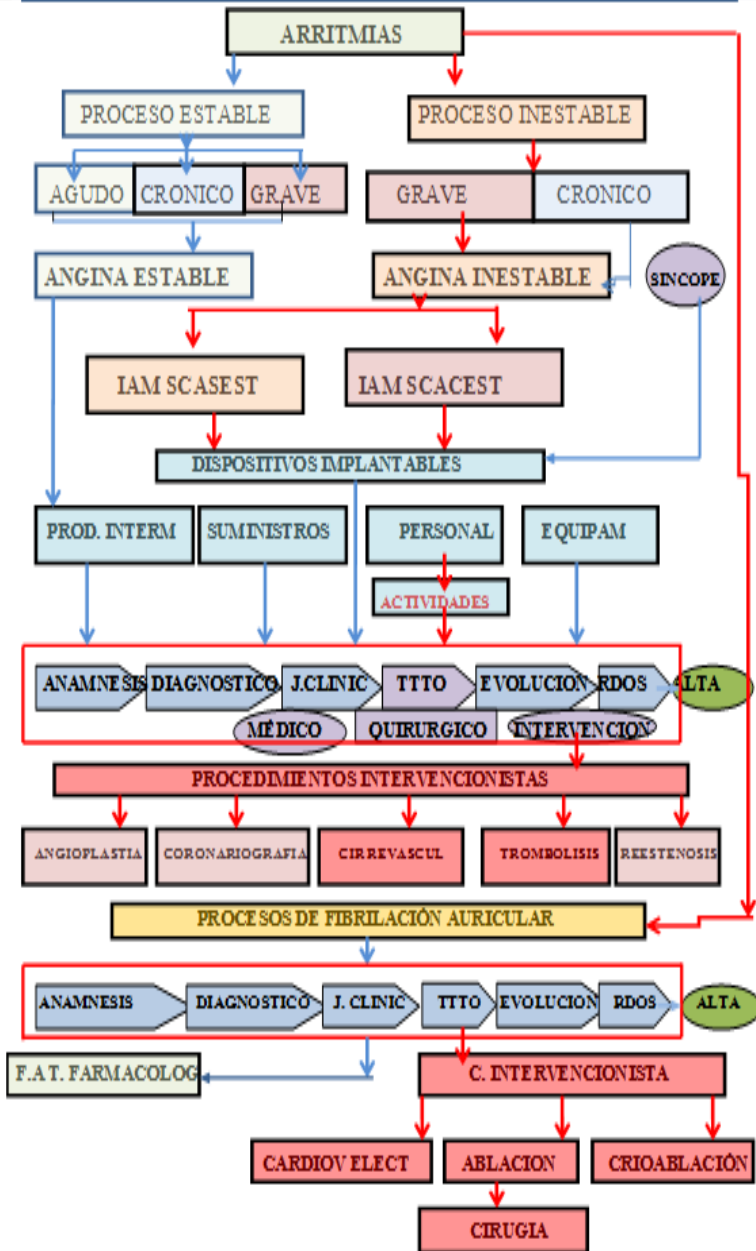 ARRITMIAS
PROCESO ESTABLE
PROCESO INESTABLE
AGUDO
CRONICO
GRAVE
GRAVE
CRONICO
ANGINA ESTABLE
ANGINA INESTABLE
SINCOPE
IAM SCASEST
IAM SCACEST
DISPOSITIVOS IMPLANTABLES
PROD. INTERM
SUMINISTROS
PERSONAL
EQUIPAM
ACTIVIDADES
ANAMNESIS
DIAGNOSTICO
J.CLINIC
TTTO
EVOLUCION
RDOS
ALTA
MÉDICO
QUIRURGICO
INTERVENCION
PROCEDIMIENTOS INTERVENCIONISTAS
ANGIOPLASTIA
CORONARIOGRAFIA
CIRREVASCUL
TROMBOLISIS
REESTENOSIS
PROCESOS DE FIBRILACIÓN AURICULAR
ANAMNESIS
DIAGNOSTICO
J. CLINIC
TTTO
EVOLUCION
RDOS
ALTA
F.A.T. FARMACOLOG
C. INTERVENCIONISTA
CARDIOV ELECT
ABLACION
CRIOABLACIÓN
CIRUGIA